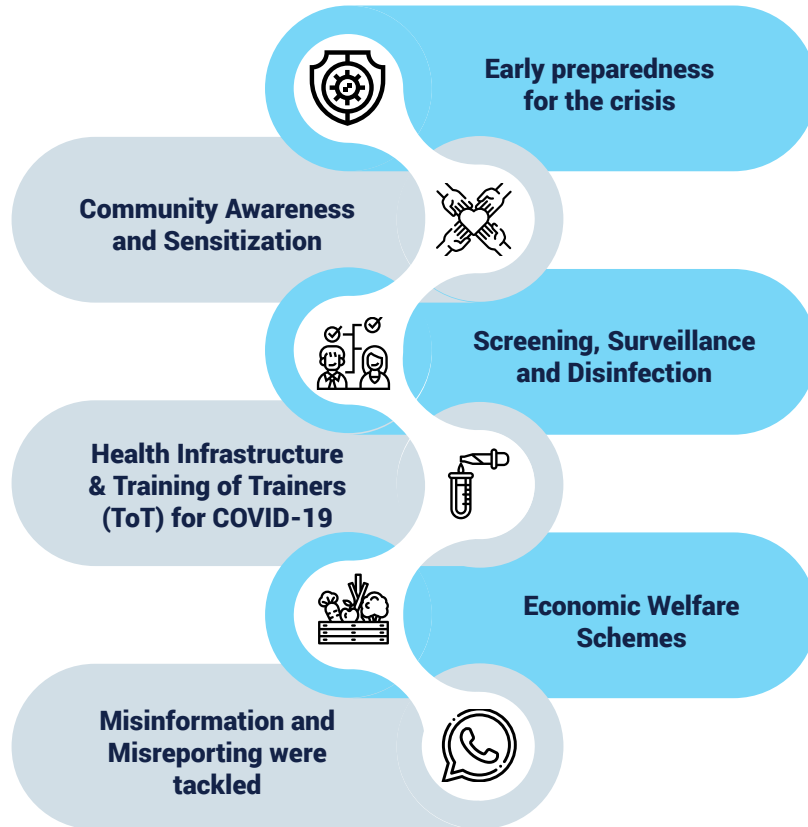 Early preparedness
for the crisis
Community Awareness
and Sensitization
Screening, Surveillance
and Disinfection
Health Infrastructure
& Training of Trainers
(ToT) for COVID-19
Economic Welfare
Schemes
Misinformation and
Misreporting were
tackled